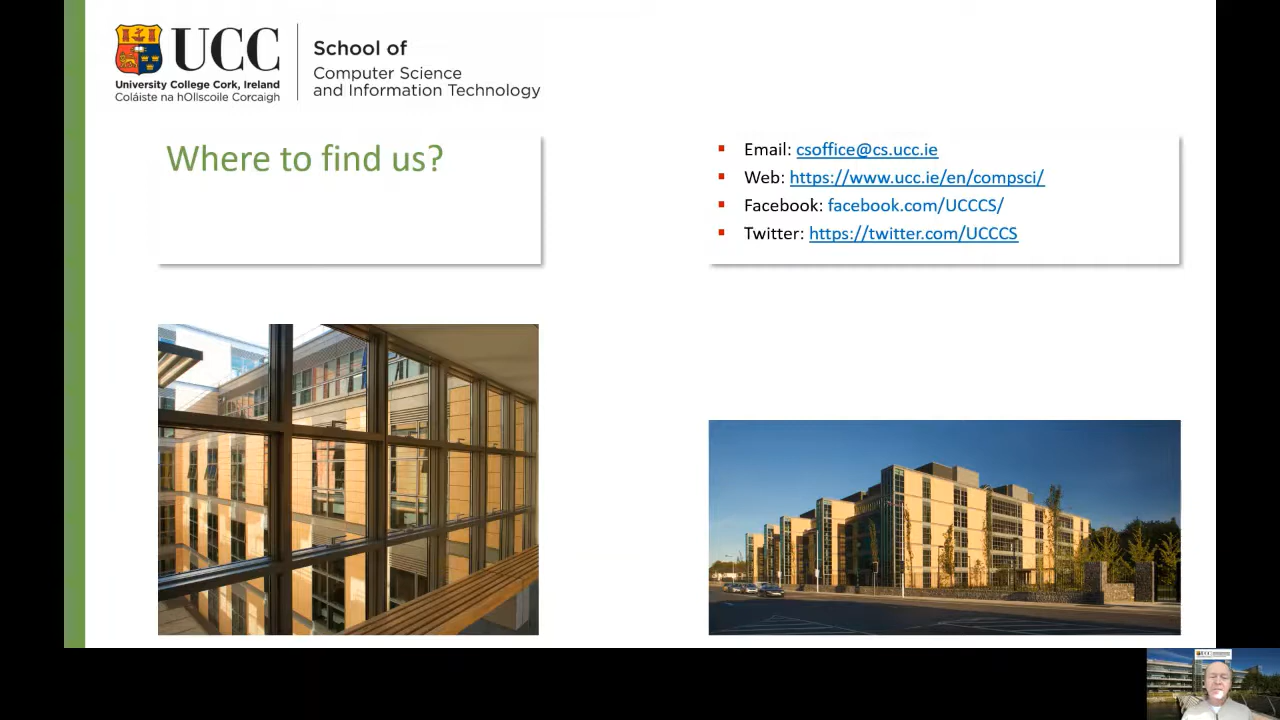 UCC
University College Cork, Ireland
Coláiste na hOllscoile Corcaigh
School of
Computer Science
and Information Technology
Where to find us?
Email: csoffice@cs.ucc.ie
Web: https://www.ucc.ie/en/compsci/
Facebook: facebook.com/UCCCS/
Twitter: https://twitter.com/UCCCS